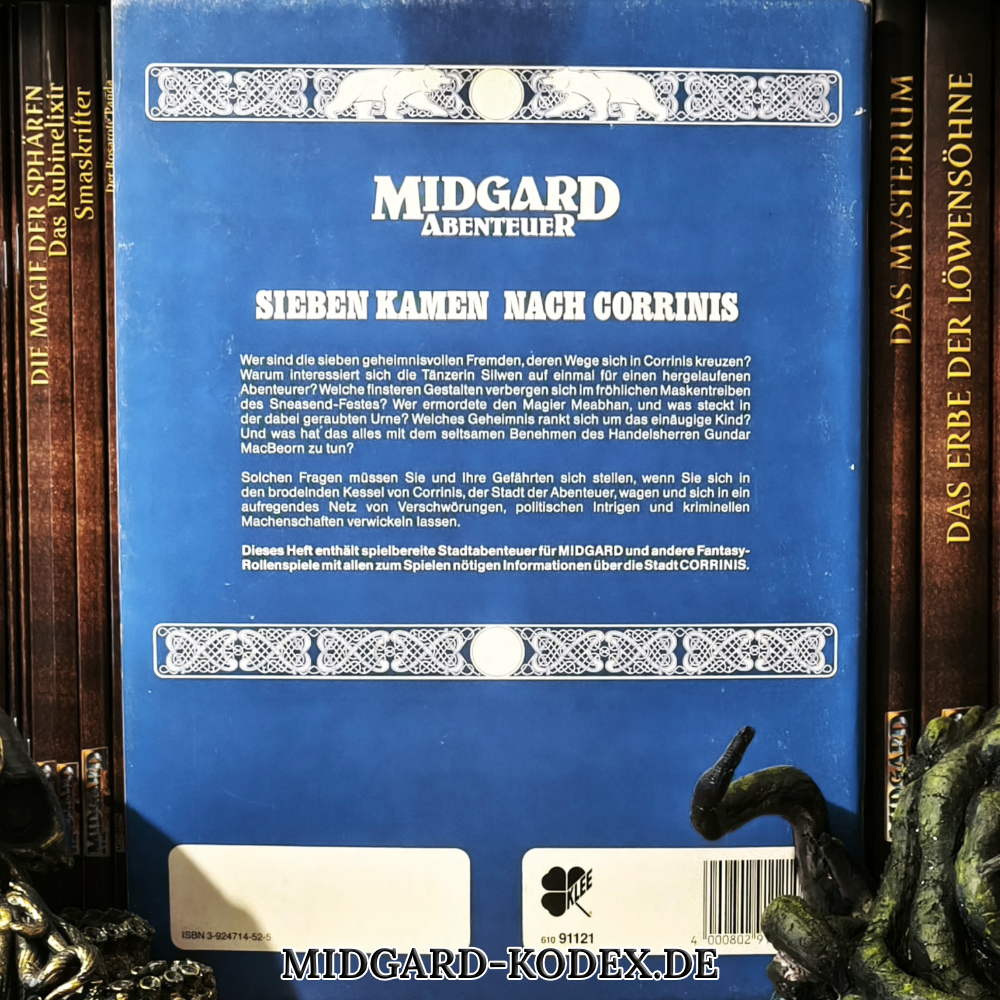 DIE MAGIE DER SPHÄREN
Das Rubinelixir
Smaskrifter
MIDGARD
ABENTEUER
SIEBEN KAMEN NACH CORRINIS
Wer sind die sieben geheimnisvollen Fremden, deren Wege sich in Corrinis kreuzen?
Warum interessiert sich die Tänzerin Silwen auf einmal für einen hergelaufenen
Abenteurer? Welche finsteren Gestalten verbergen sich im fröhlichen Maskentreiben
des Sneasend-Festes? Wer ermordete den Magier Meabhan, und was steckt in
der dabei geraubten Urne? Welches Geheimnis rankt sich um das einäugige Kind?
Und was hat das alles mit dem seltsamen Benehmen des Handelsherren Gundar
MacBeorn zu tun?
Solchen Fragen müssen Sie und Ihre Gefährten sich stellen, wenn Sie sich in
den brodelnden Kessel von Corrinis, der Stadt der Abenteuer, wagen und sich in ein
aufregendes Netz von Verschwörungen, politischen Intrigen und kriminellen
Machenschaften verwickeln lassen.
Dieses Heft enthält spielbereite Stadtabenteuer für MIDGARD und andere Fantasy-
Rollenspiele mit allen zum Spielen nötigen Informationen über die Stadt CORRINIS.
ISBN 3-924714-52-5
KLEE
610 91121
4 000802 9
DAS MYSTERIUM
DAS ERBE DER LÖWENSÖHNE
MIDGARD
MIDGARD-KODEX.DE